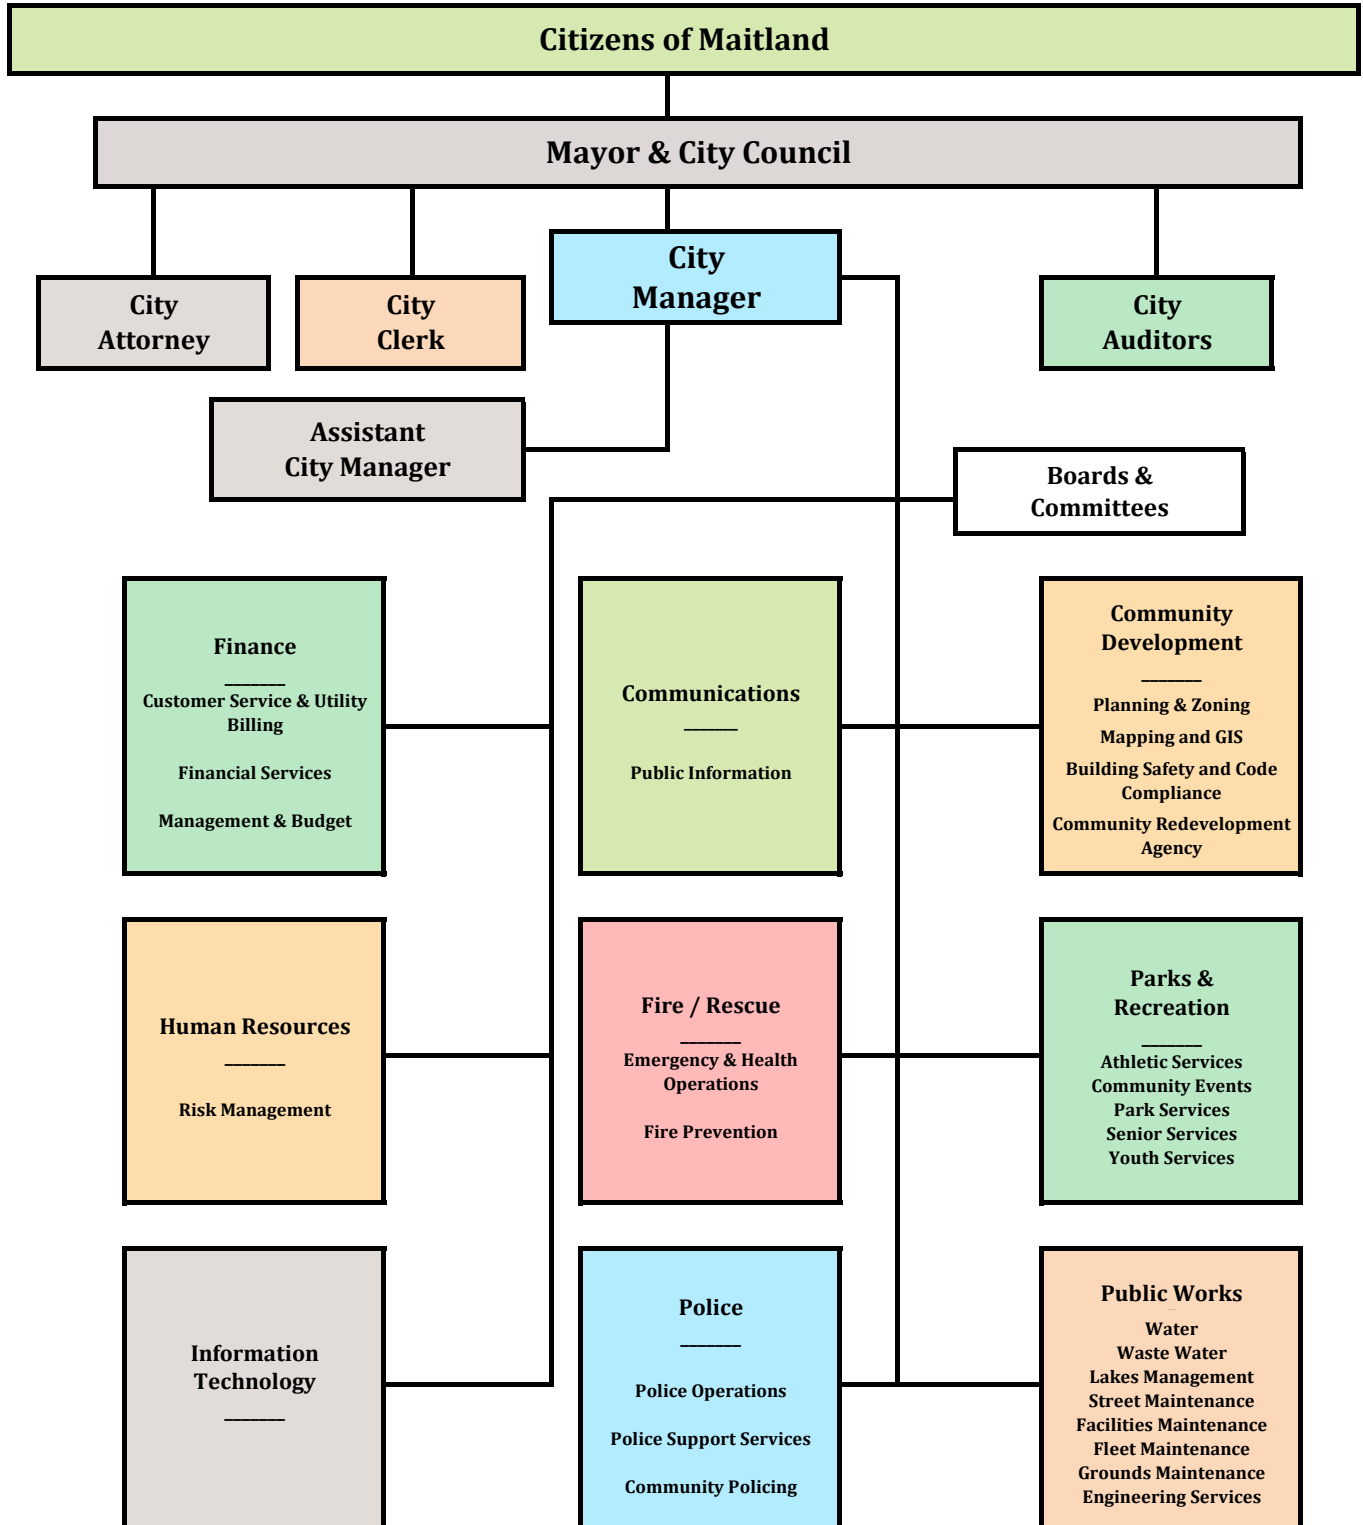 Citizens of Maitland
Mayor & City Council
City
Attorney
City
Clerk
City
Manager
City
Auditors
Assistant
City Manager
Boards &
Committees
Finance
Customer Service & Utility
Billing
Financial Services
Management & Budget
Communications
Public Information
Community
Development
Planning & Zoning
Mapping and GIS
Building Safety and Code
Compliance
Community Redevelopment
Agency
Human Resources
Risk Management
Fire / Rescue
Emergency & Health
Operations
Fire Prevention
Parks &
Recreation
Athletic Services
Community Events
Park Services
Senior Services
Youth Services
Information
Technology
Police
Police Operations
Police Support Services
Community Policing
Public Works
Water
Waste Water
Lakes Management
Street Maintenance
Facilities Maintenance
Fleet Maintenance
Grounds Maintenance
Engineering Services